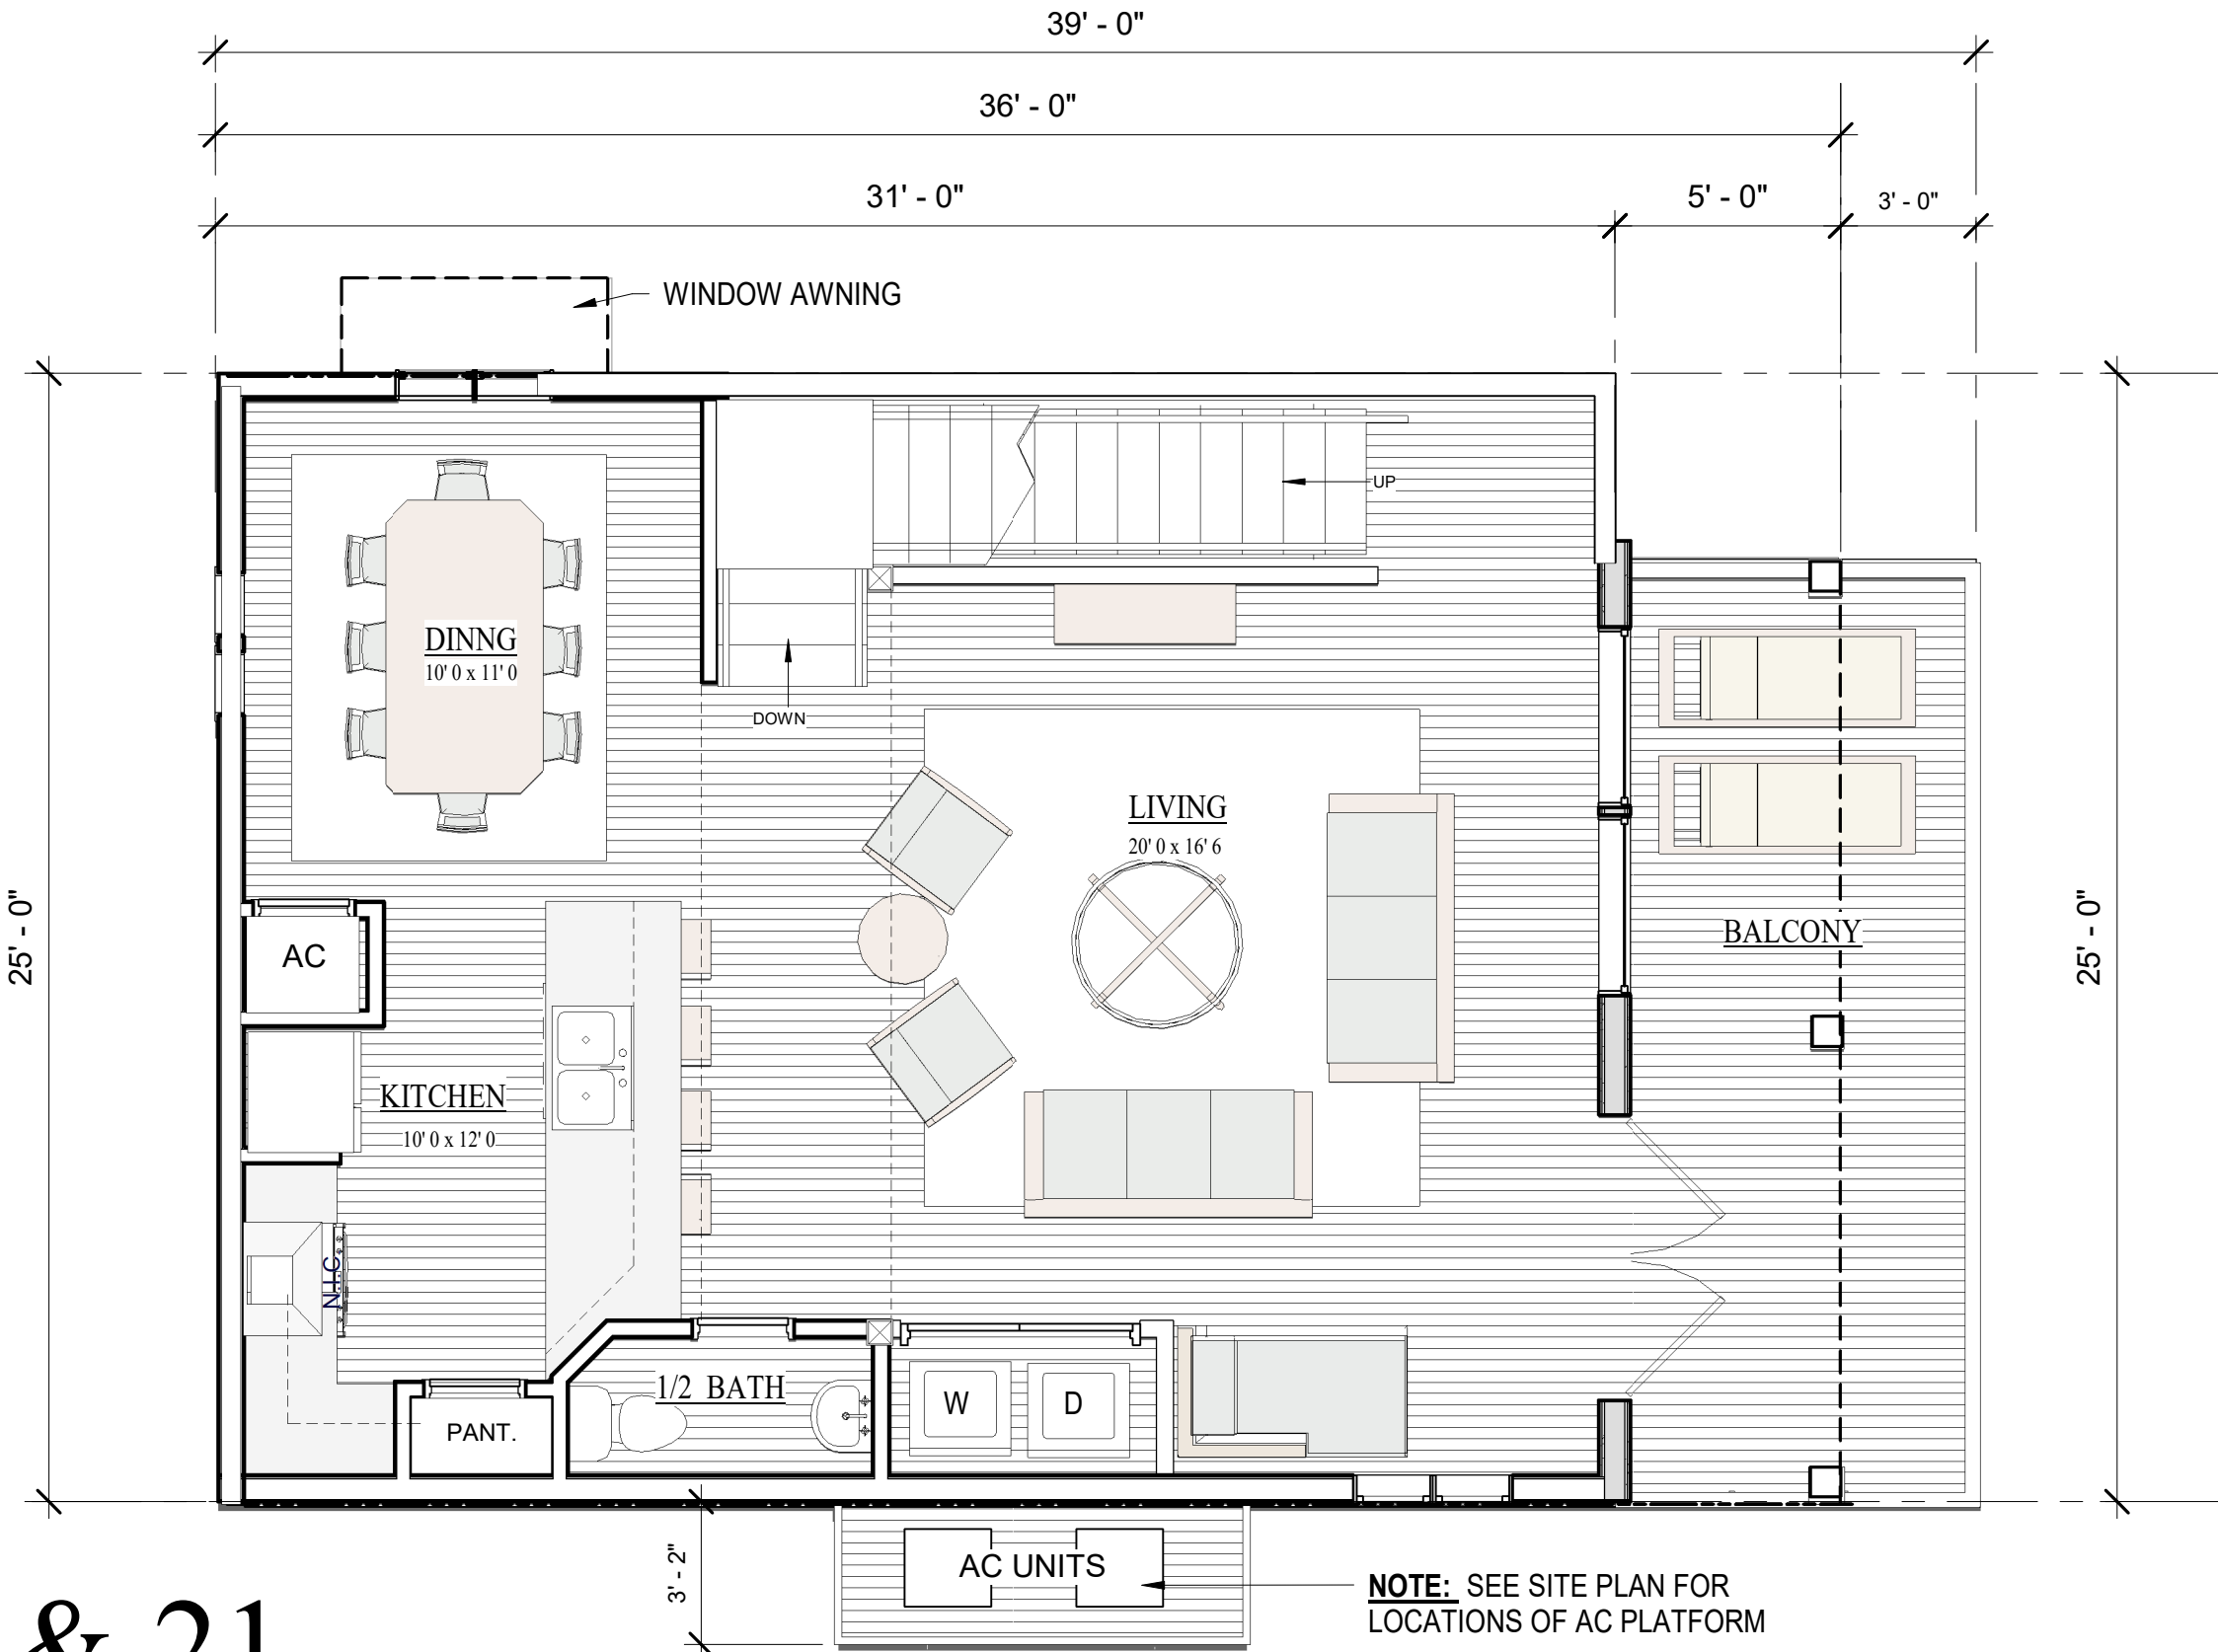 39' - 0"
36' - 0"
31' - 0"
5' - 0"
3' - 0"
WINDOW AWNING
UP
DINNG
10' 0 x 11' 0
DOWN
LIVING
20' 0 x 16' 6
25' - 0"
25' - 0"
BALCONY
AC
KITCHEN
10' 0 x 12' 0
N.I.C
1/2 BATH
W
D
PANT.
3' - 2"
AC UNITS
NOTE: SEE SITE PLAN FOR
LOCATIONS OF AC PLATFORM
& 21